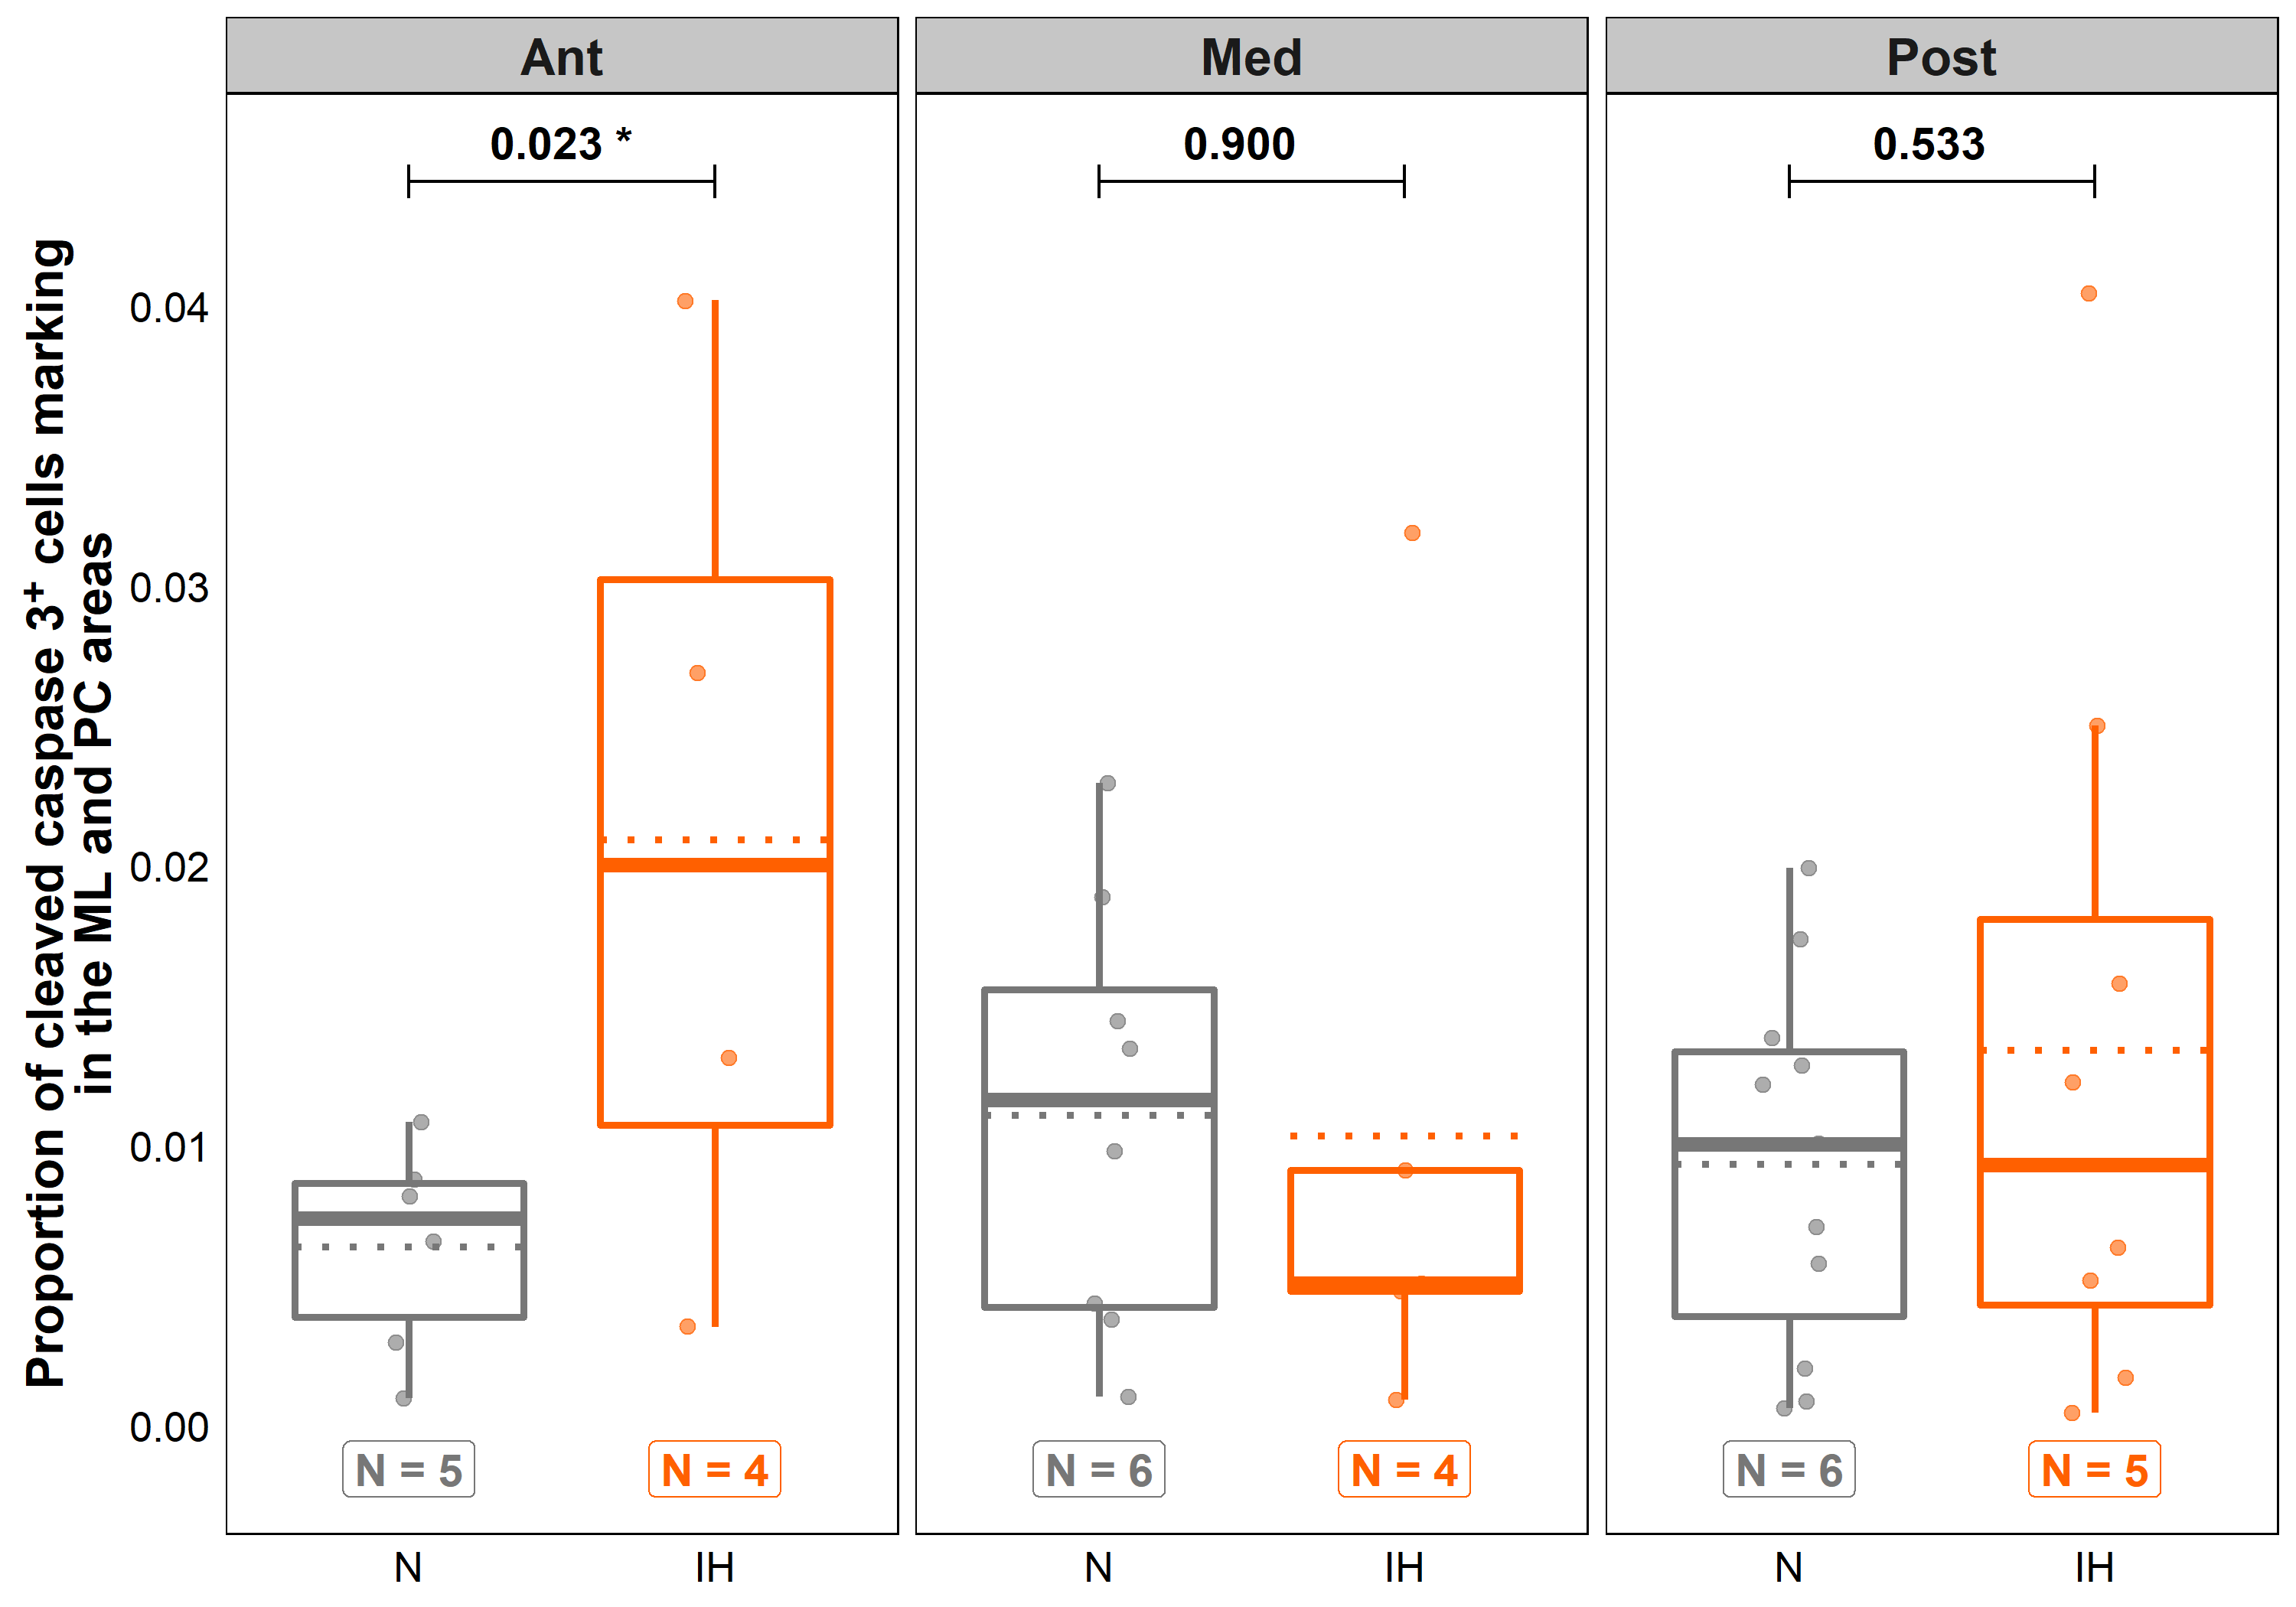 Ant
Med
Post
0.023 *
0.900
0.533
Proportion of cleaved caspase 3⁺ cells marking
in the ML and PC areas
0.04
0.03
0.02
0.01
0.00
N = 5
N = 4
N = 6
N = 4
N = 6
N = 5
N
IH
N
IH
N
IH